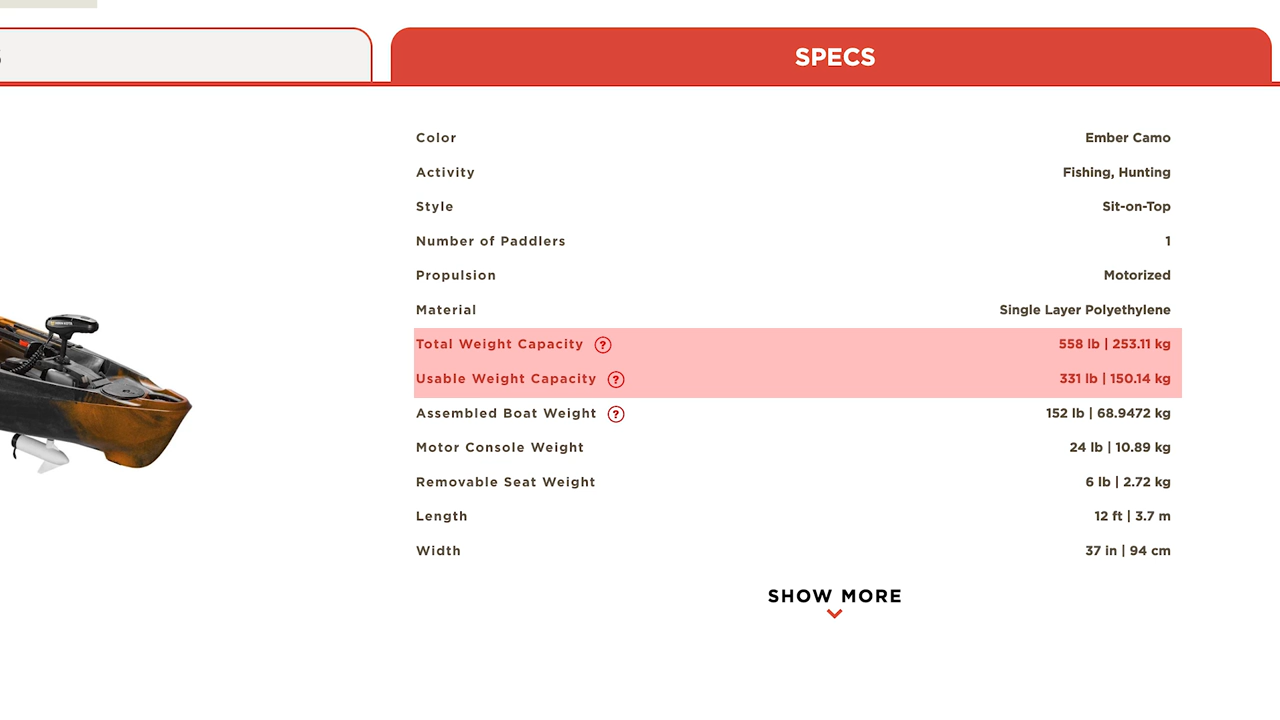 SPECS
Color Ember Camo
Activity Fishing, Hunting
Style Sit-on-Top
Number of Paddlers 1
Propulsion Motorized
Material Single Layer Polyethylene
Total Weight Capacity ? 558 lb | 253.11 kg
Usable Weight Capacity ? 331 lb | 150.14 kg
Assembled Boat Weight ? 152 lb | 68.9472 kg
Motor Console Weight 24 lb | 10.89 kg
Removable Seat Weight 6 lb | 2.72 kg
Length 12 ft | 3.7 m
Width 37 in | 94 cm
SHOW MORE